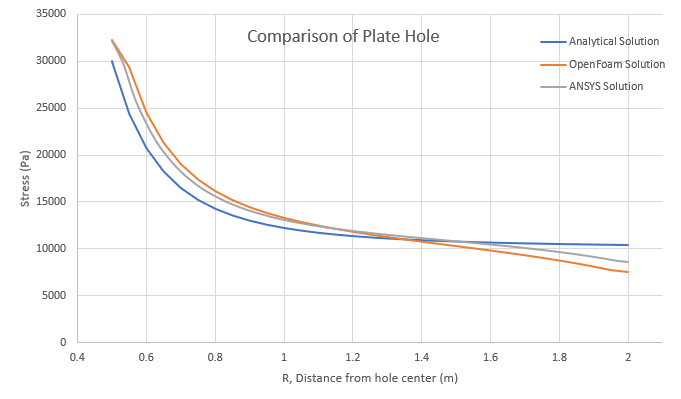 Comparison of Plate Hole
Analytical Solution
OpenFoam Solution
ANSYS Solution
Stress (Pa)
35000
30000
25000
20000
15000
10000
5000
0
0.4 0.6 0.8 1 1.2 1.4 1.6 1.8 2
R, Distance from hole center (m)